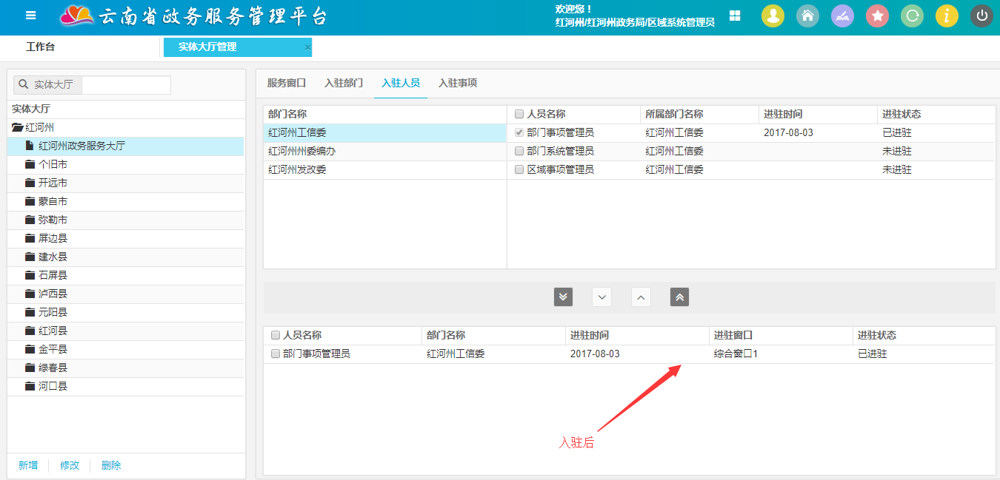 云南省政务服务管理平台
欢迎您！
红河州/红河州政务局/区域系统管理员
工作台
实体大厅管理 ×
实体大厅
实体大厅
红河州
红河州政务服务大厅
个旧市
开远市
蒙自市
弥勒市
屏边县
建水县
石屏县
泸西县
元阳县
红河县
金平县
绿春县
河口县
新增 修改 删除
服务窗口 入驻部门 入驻人员 入驻事项
部门名称
红河州工信委
红河州州委编办
红河州发改委
人员名称 所属部门名称 进驻时间 进驻状态
部门事项管理员 红河州工信委 2017-08-03 已进驻
部门系统管理员 红河州工信委 未进驻
区域事项管理员 红河州工信委 未进驻
人员名称 部门名称 进驻时间 进驻窗口 进驻状态
部门事项管理员 红河州工信委 2017-08-03 综合窗口1 已进驻
入驻后